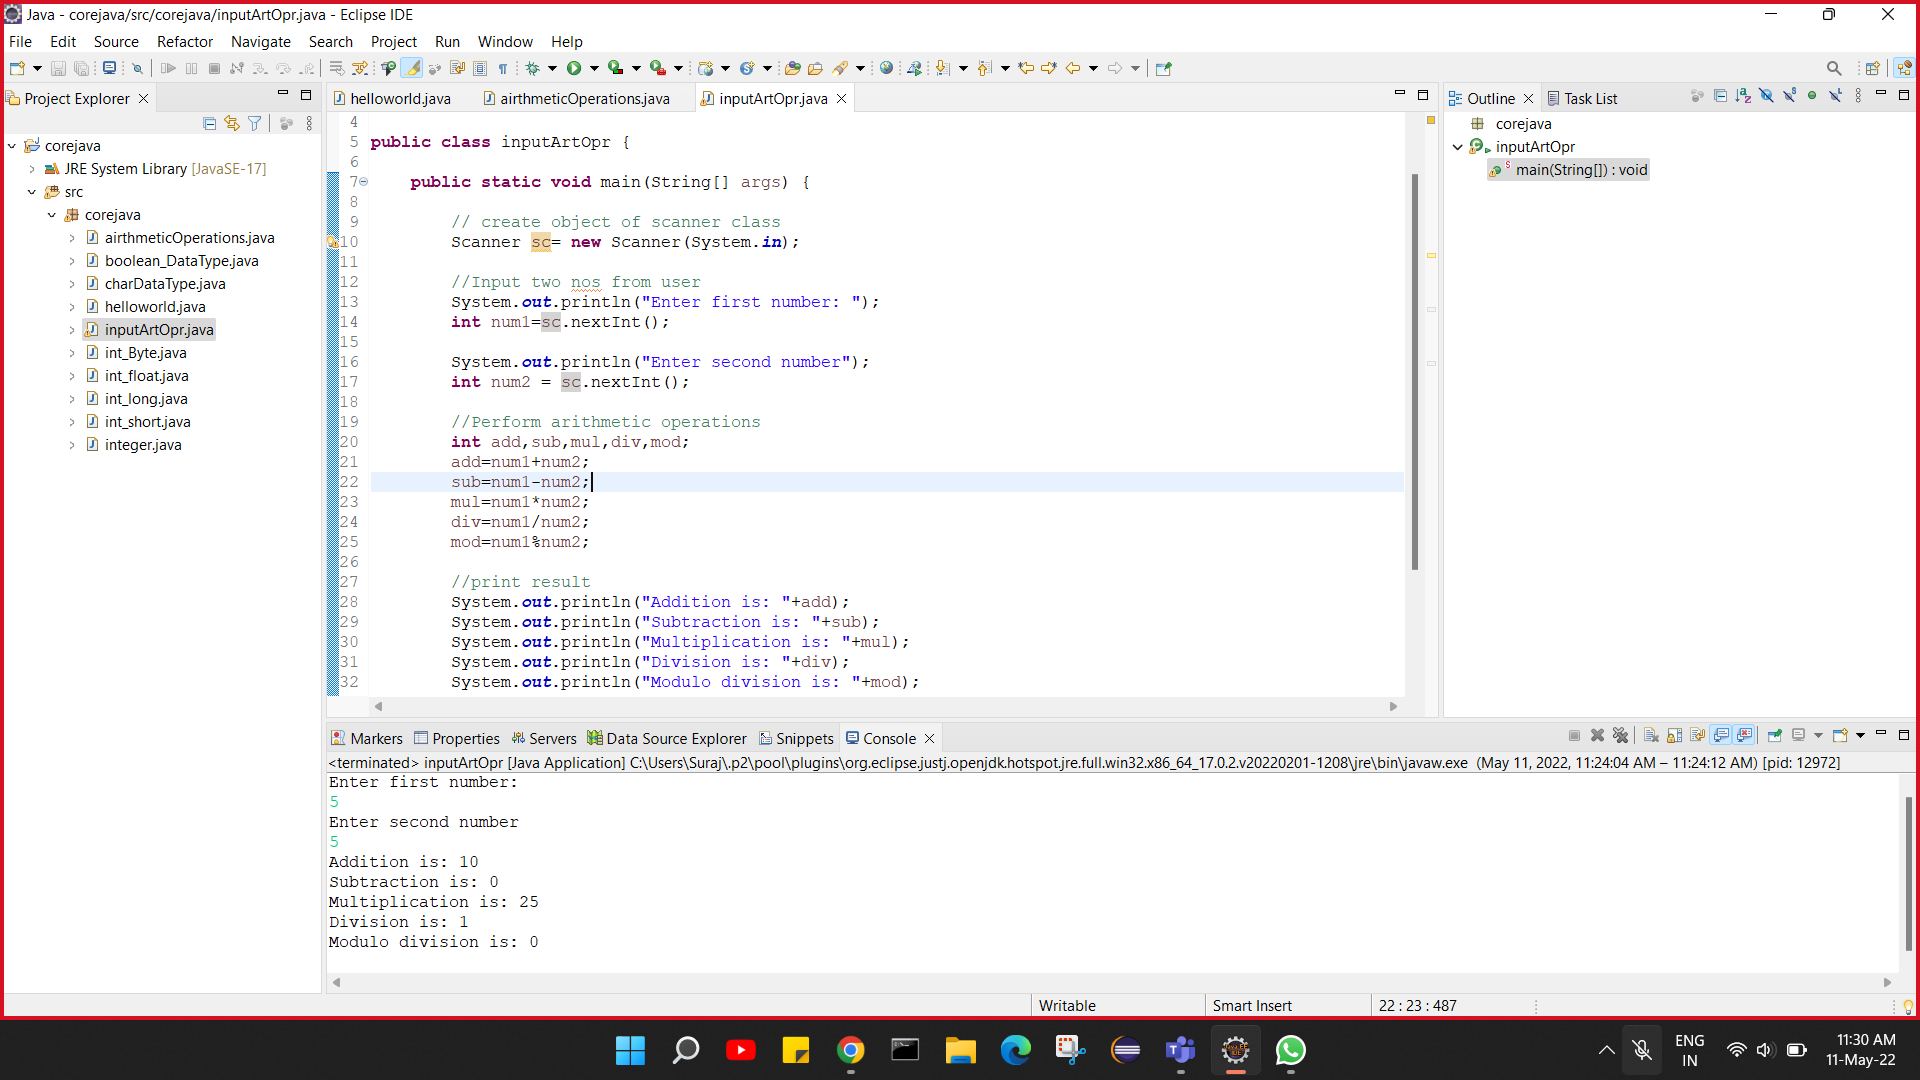 Java - corejava/src/corejava/inputArtOpr.java - Eclipse IDE
File Edit Source Refactor Navigate Search Project Run Window Help
Project Explorer
corejava
JRE System Library [JavaSE-17]
src
corejava
airthmeticOperations.java
boolean_DataType.java
charDataType.java
helloworld.java
inputArtOpr.java
int_Byte.java
int_float.java
int_long.java
int_short.java
integer.java
helloworld.java airthmeticOperations.java inputArtOpr.java
4
5 public class inputArtOpr {
6
7 public static void main(String[] args) {
8
9 // create object of scanner class
10 Scanner sc= new Scanner(System.in);
11
12 //Input two nos from user
13 System.out.println("Enter first number: ");
14 int num1=sc.nextInt();
15
16 System.out.println("Enter second number");
17 int num2 = sc.nextInt();
18
19 //Perform arithmetic operations
20 int add,sub,mul,div,mod;
21 add=num1+num2;
22 sub=num1-num2;
23 mul=num1*num2;
24 div=num1/num2;
25 mod=num1%num2;
26
27 //print result
28 System.out.println("Addition is: "+add);
29 System.out.println("Subtraction is: "+sub);
30 System.out.println("Multiplication is: "+mul);
31 System.out.println("Division is: "+div);
32 System.out.println("Modulo division is: "+mod);
Outline Task List
corejava
inputArtOpr
main(String[]) : void
Markers Properties Servers Data Source Explorer Snippets Console
<terminated> inputArtOpr [Java Application] C:\Users\Suraj\.p2\pool\plugins\org.eclipse.justj.openjdk.hotspot.jre.full.win32.x86_64_17.0.2.v20220201-1208\jre\bin\javaw.exe (May 11, 2022, 11:24:04 AM – 11:24:12 AM) [pid: 12972]
Enter first number:
5
Enter second number
5
Addition is: 10
Subtraction is: 0
Multiplication is: 25
Division is: 1
Modulo division is: 0
Writable Smart Insert 22 : 23 : 487
ENG
IN
11:30 AM
11-May-22